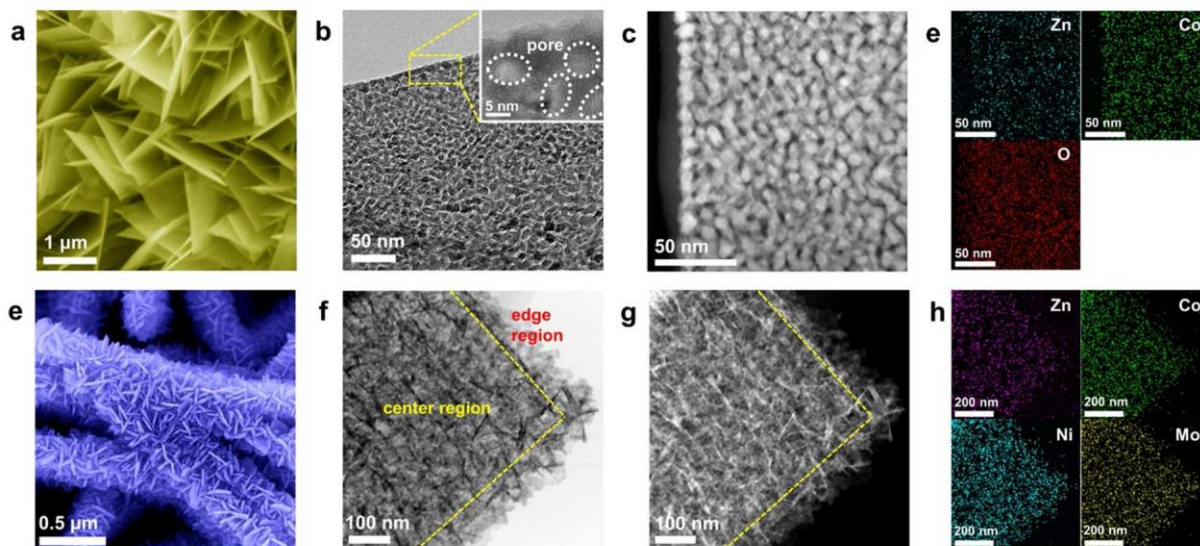 a
1 μm
b
pore
5 nm
50 nm
c
50 nm
e
Zn
50 nm
Co
50 nm
O
50 nm
e
0.5 μm
f
edge
region
center region
100 nm
g
100 nm
h
Zn
200 nm
Co
200 nm
Ni
200 nm
Mo
200 nm